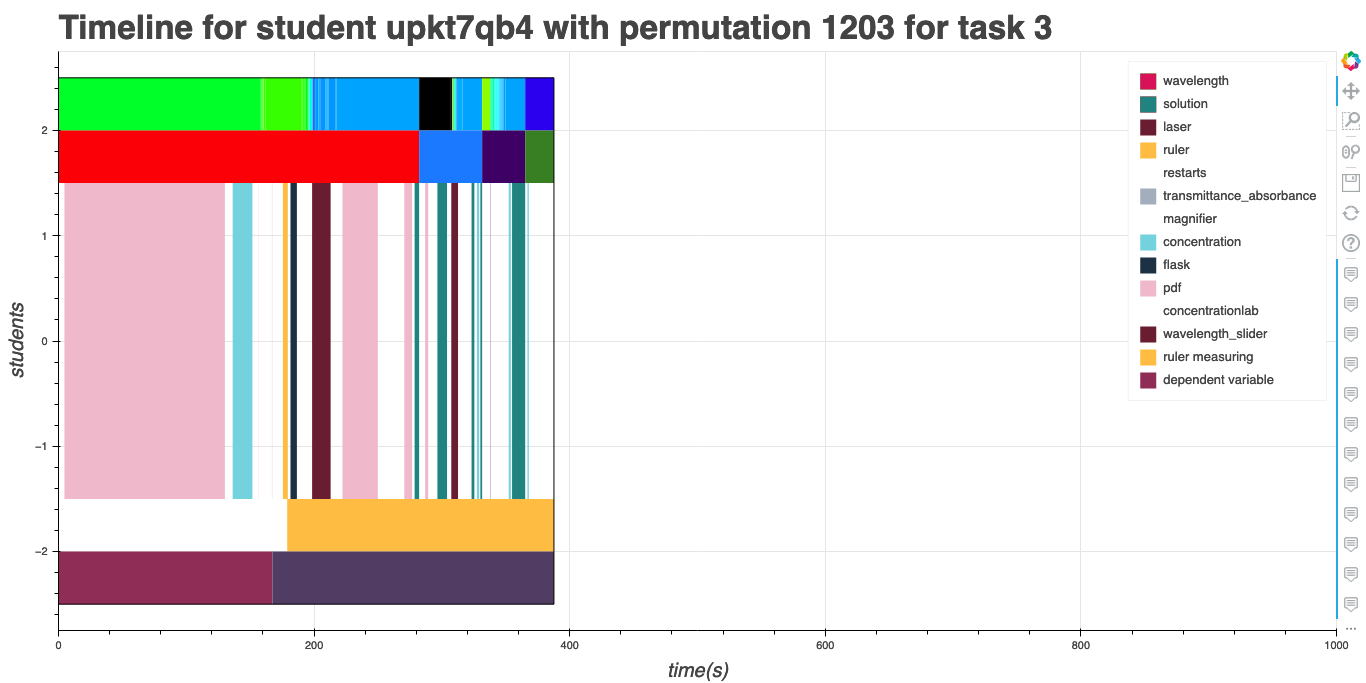 Timeline for student upkt7qb4 with permutation 1203 for task 3
wavelength
solution
laser
ruler
restarts
transmittance_absorbance
magnifier
concentration
flask
pdf
concentrationlab
wavelength_slider
ruler measuring
dependent variable
students
2
1
0
−1
−2
0 200 400 600 800 1000
time(s)